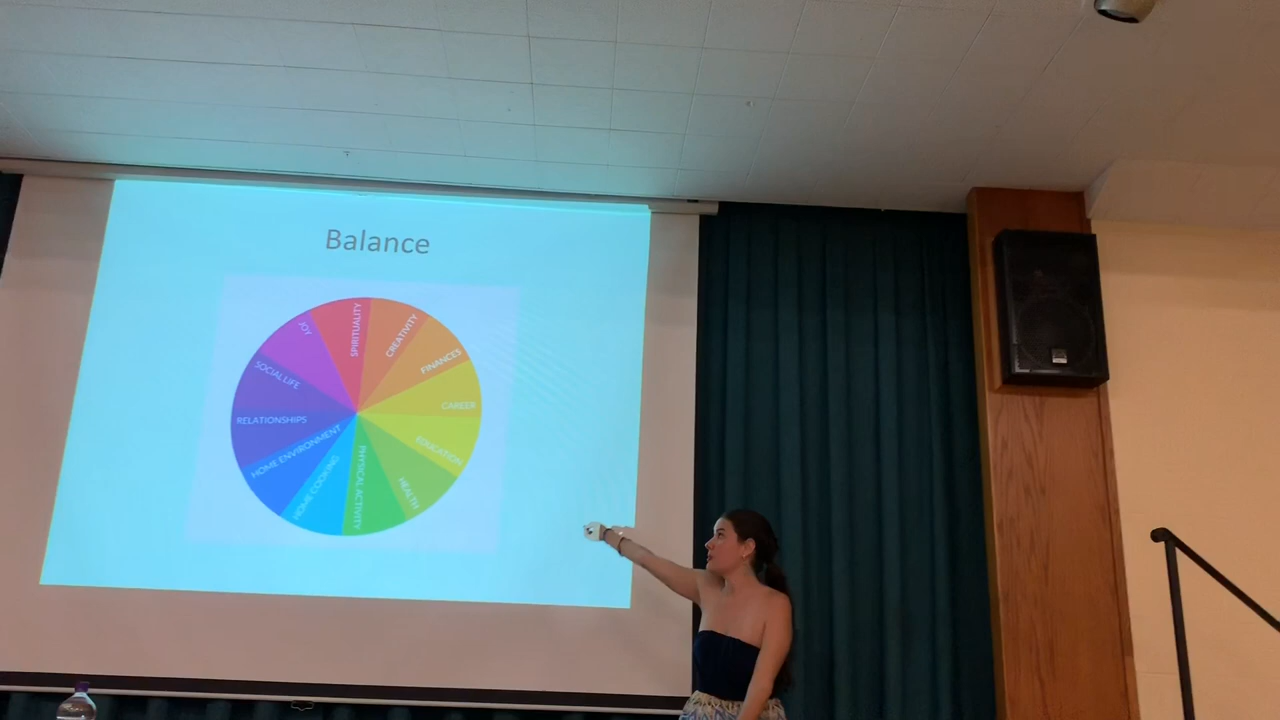 Balance
SPIRITUALITY
CREATIVITY
FINANCES
CAREER
EDUCATION
HEALTH
PHYSICAL ACTIVITY
HOME COOKING
HOME ENVIRONMENT
RELATIONSHIPS
SOCIAL LIFE
JOY